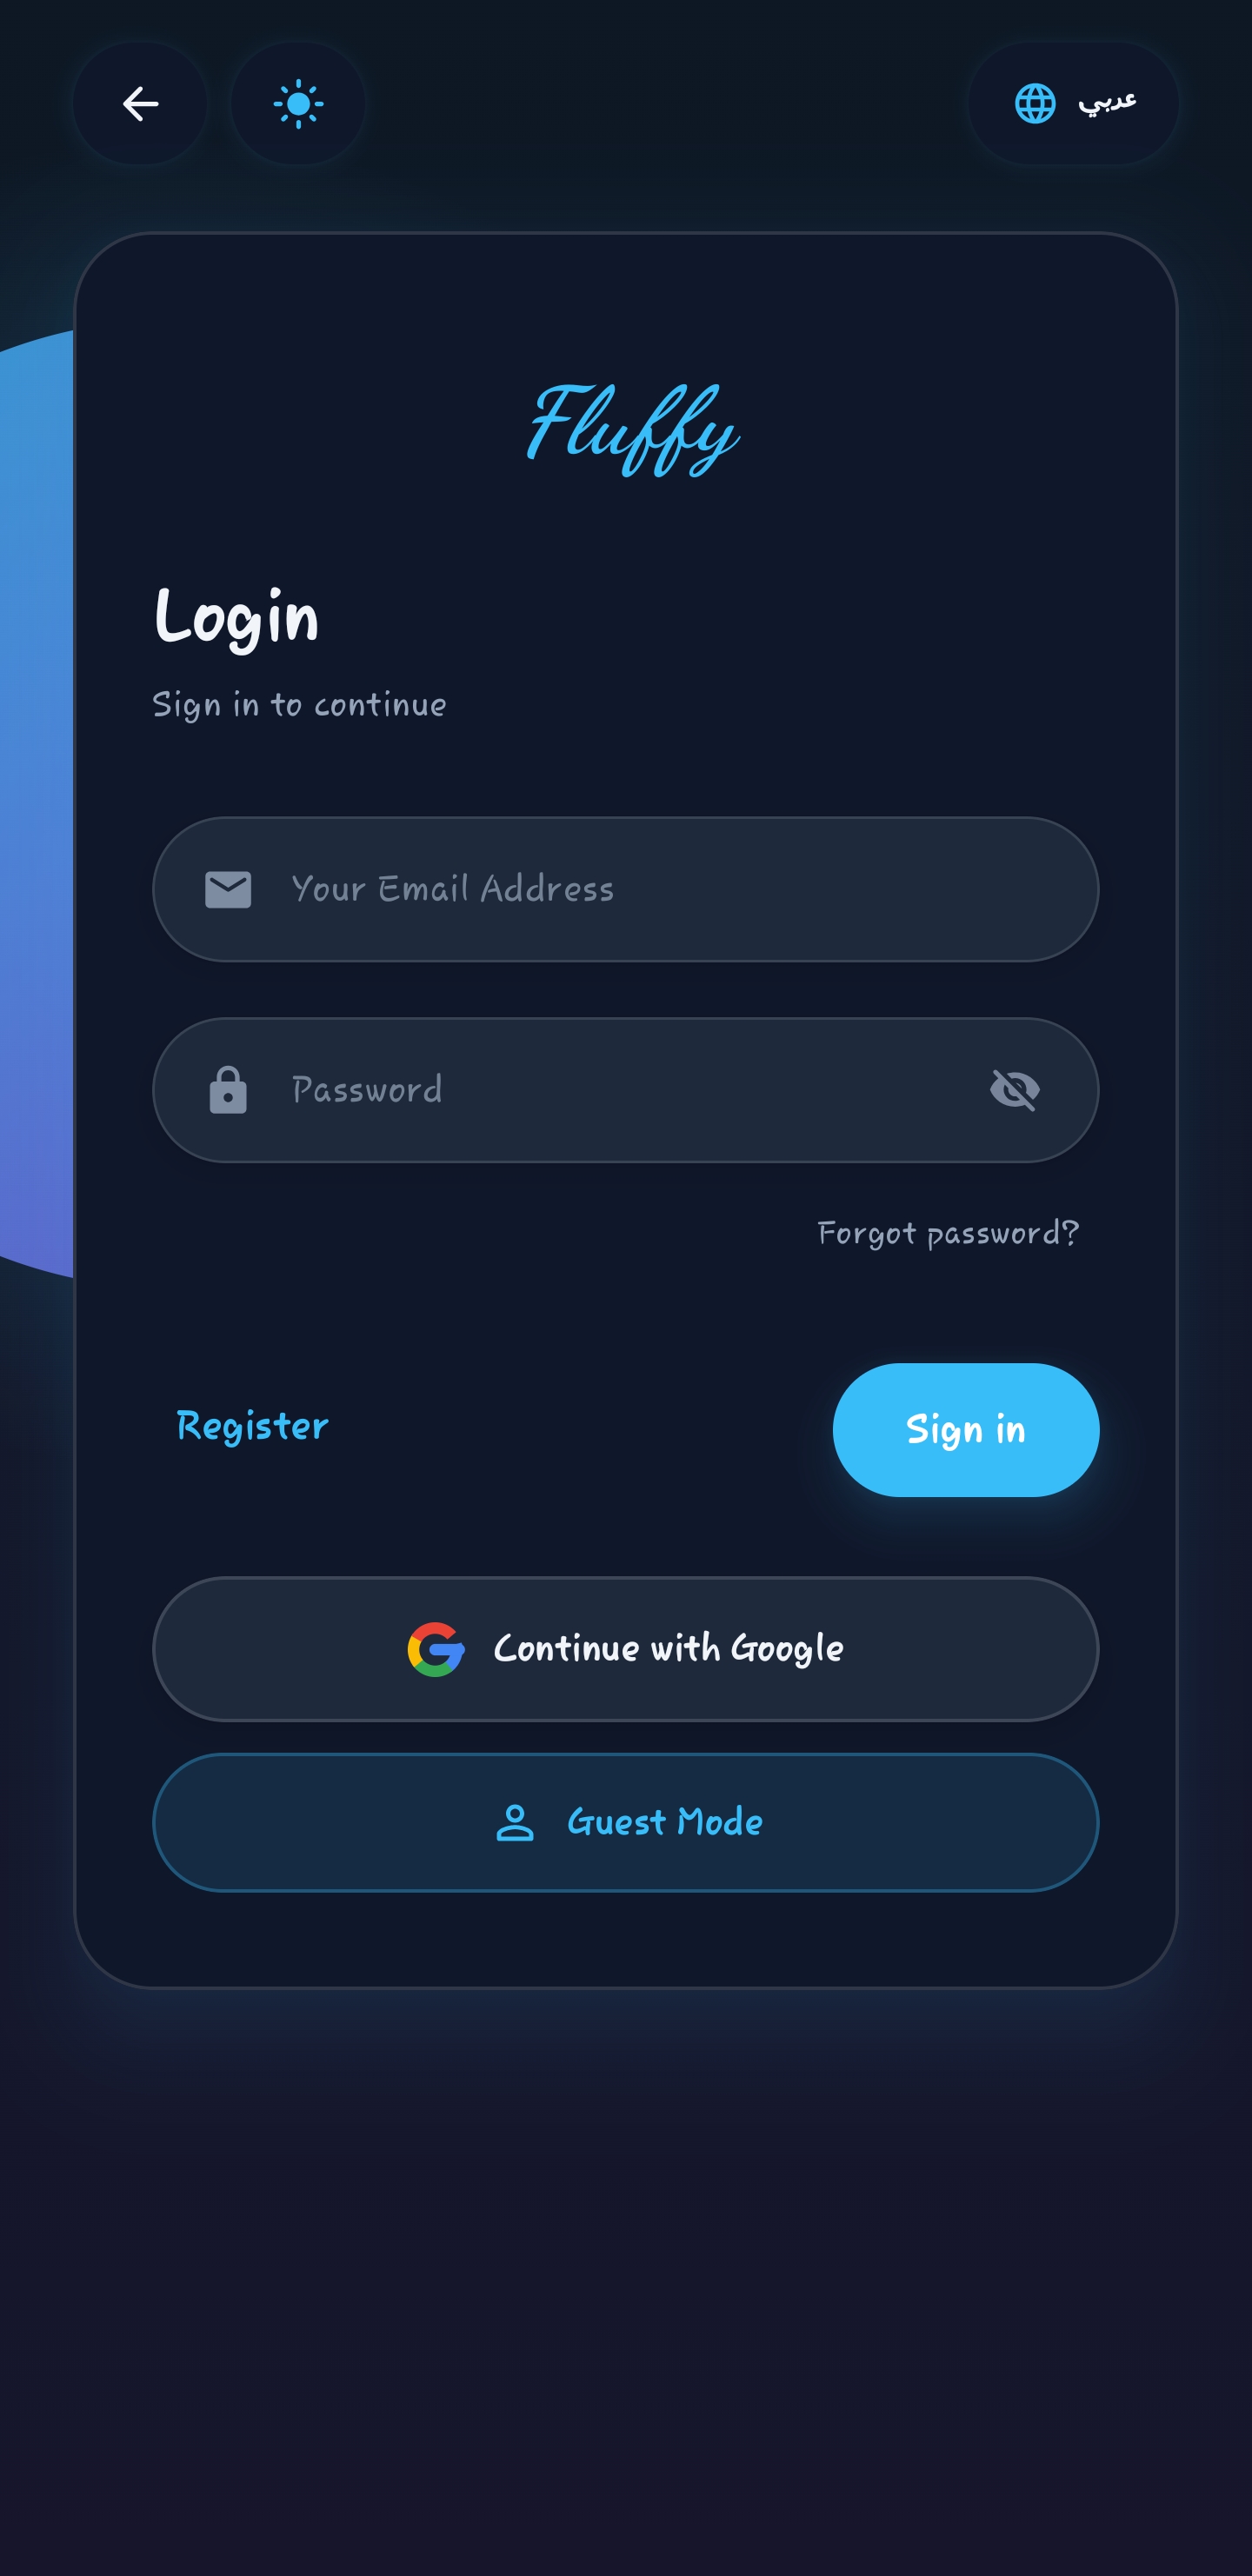 عربي
Fluffy
Login
Sign in to continue
Your Email Address
Password
Forgot password?
Register
Sign in
Continue with Google
Guest Mode